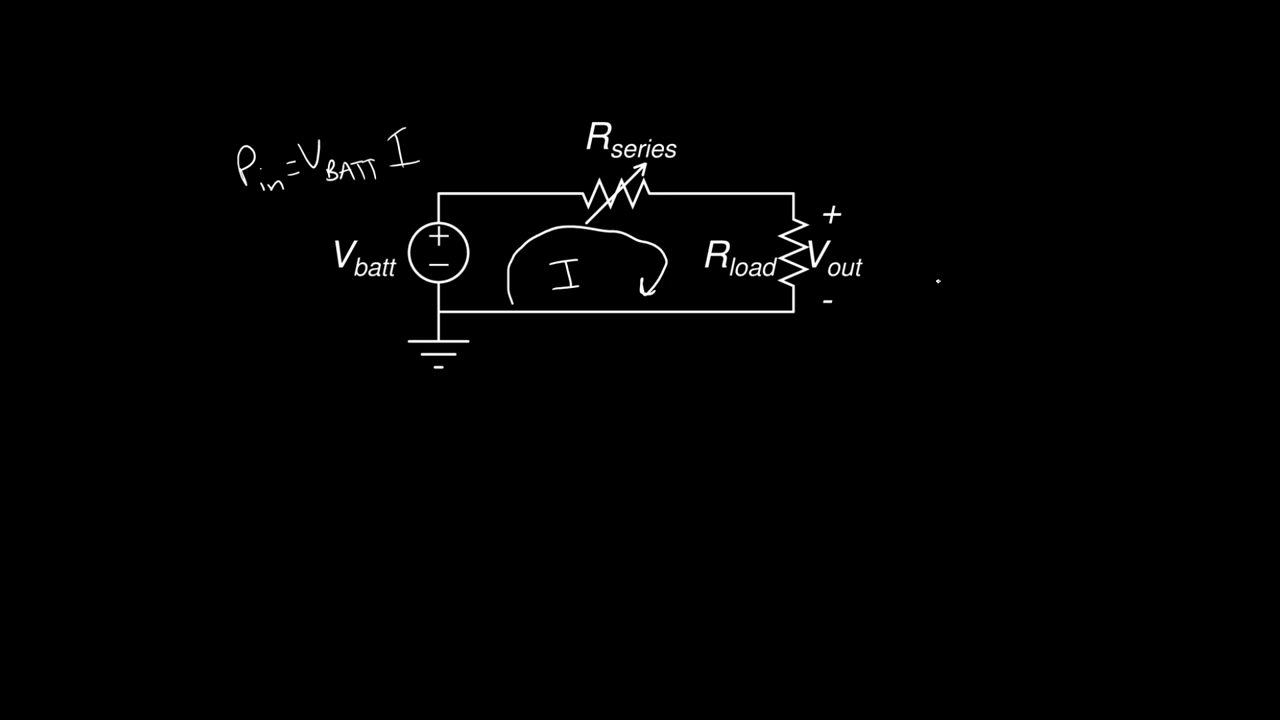 P_in = V_BATT I
R_series
+
V_batt
+
−
I
R_load
V_out
-